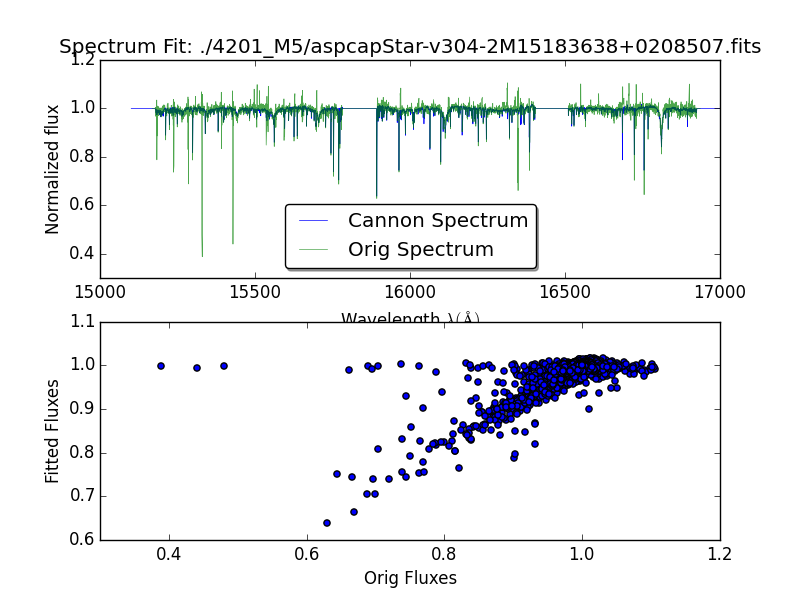 Spectrum Fit: ./4201_M5/aspcapStar-v304-2M15183638+0208507.fits
1.2
1.0
0.8
0.6
0.4
Normalized flux
Cannon Spectrum
Orig Spectrum
15000 15500 16000 16500 17000
Wavelength λ(Å)
1.1
1.0
0.9
0.8
0.7
0.6
Fitted Fluxes
0.4 0.6 0.8 1.0 1.2
Orig Fluxes